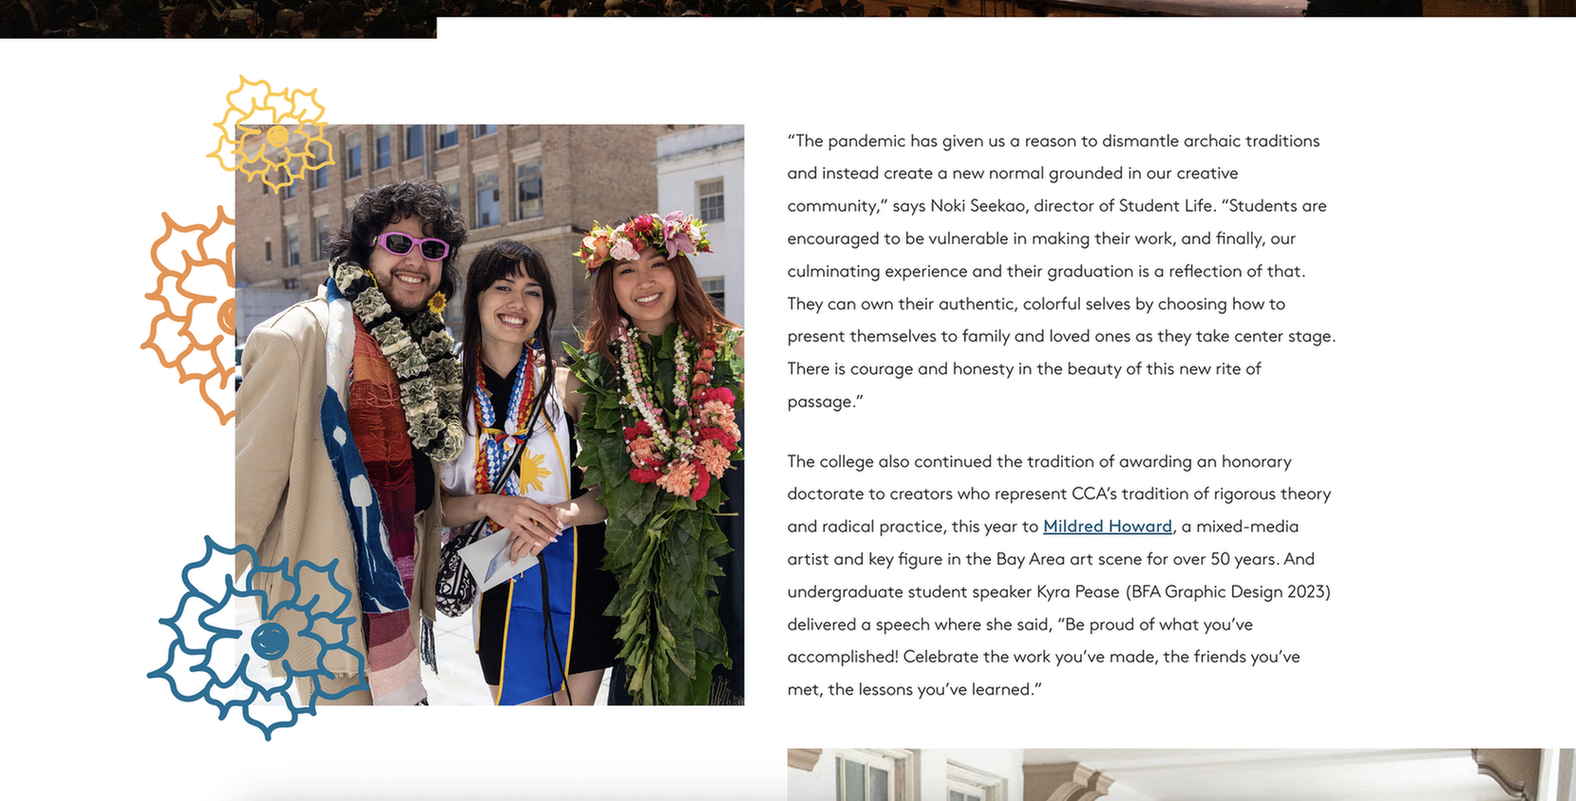 “The pandemic has given us a reason to dismantle archaic traditions
and instead create a new normal grounded in our creative
community,” says Noki Seekao, director of Student Life. “Students are
encouraged to be vulnerable in making their work, and finally, our
culminating experience and their graduation is a reflection of that.
They can own their authentic, colorful selves by choosing how to
present themselves to family and loved ones as they take center stage.
There is courage and honesty in the beauty of this new rite of
passage.”
The college also continued the tradition of awarding an honorary
doctorate to creators who represent CCA’s tradition of rigorous theory
and radical practice, this year to Mildred Howard, a mixed-media
artist and key figure in the Bay Area art scene for over 50 years. And
undergraduate student speaker Kyra Pease (BFA Graphic Design 2023)
delivered a speech where she said, “Be proud of what you’ve
accomplished! Celebrate the work you’ve made, the friends you’ve
met, the lessons you’ve learned.”